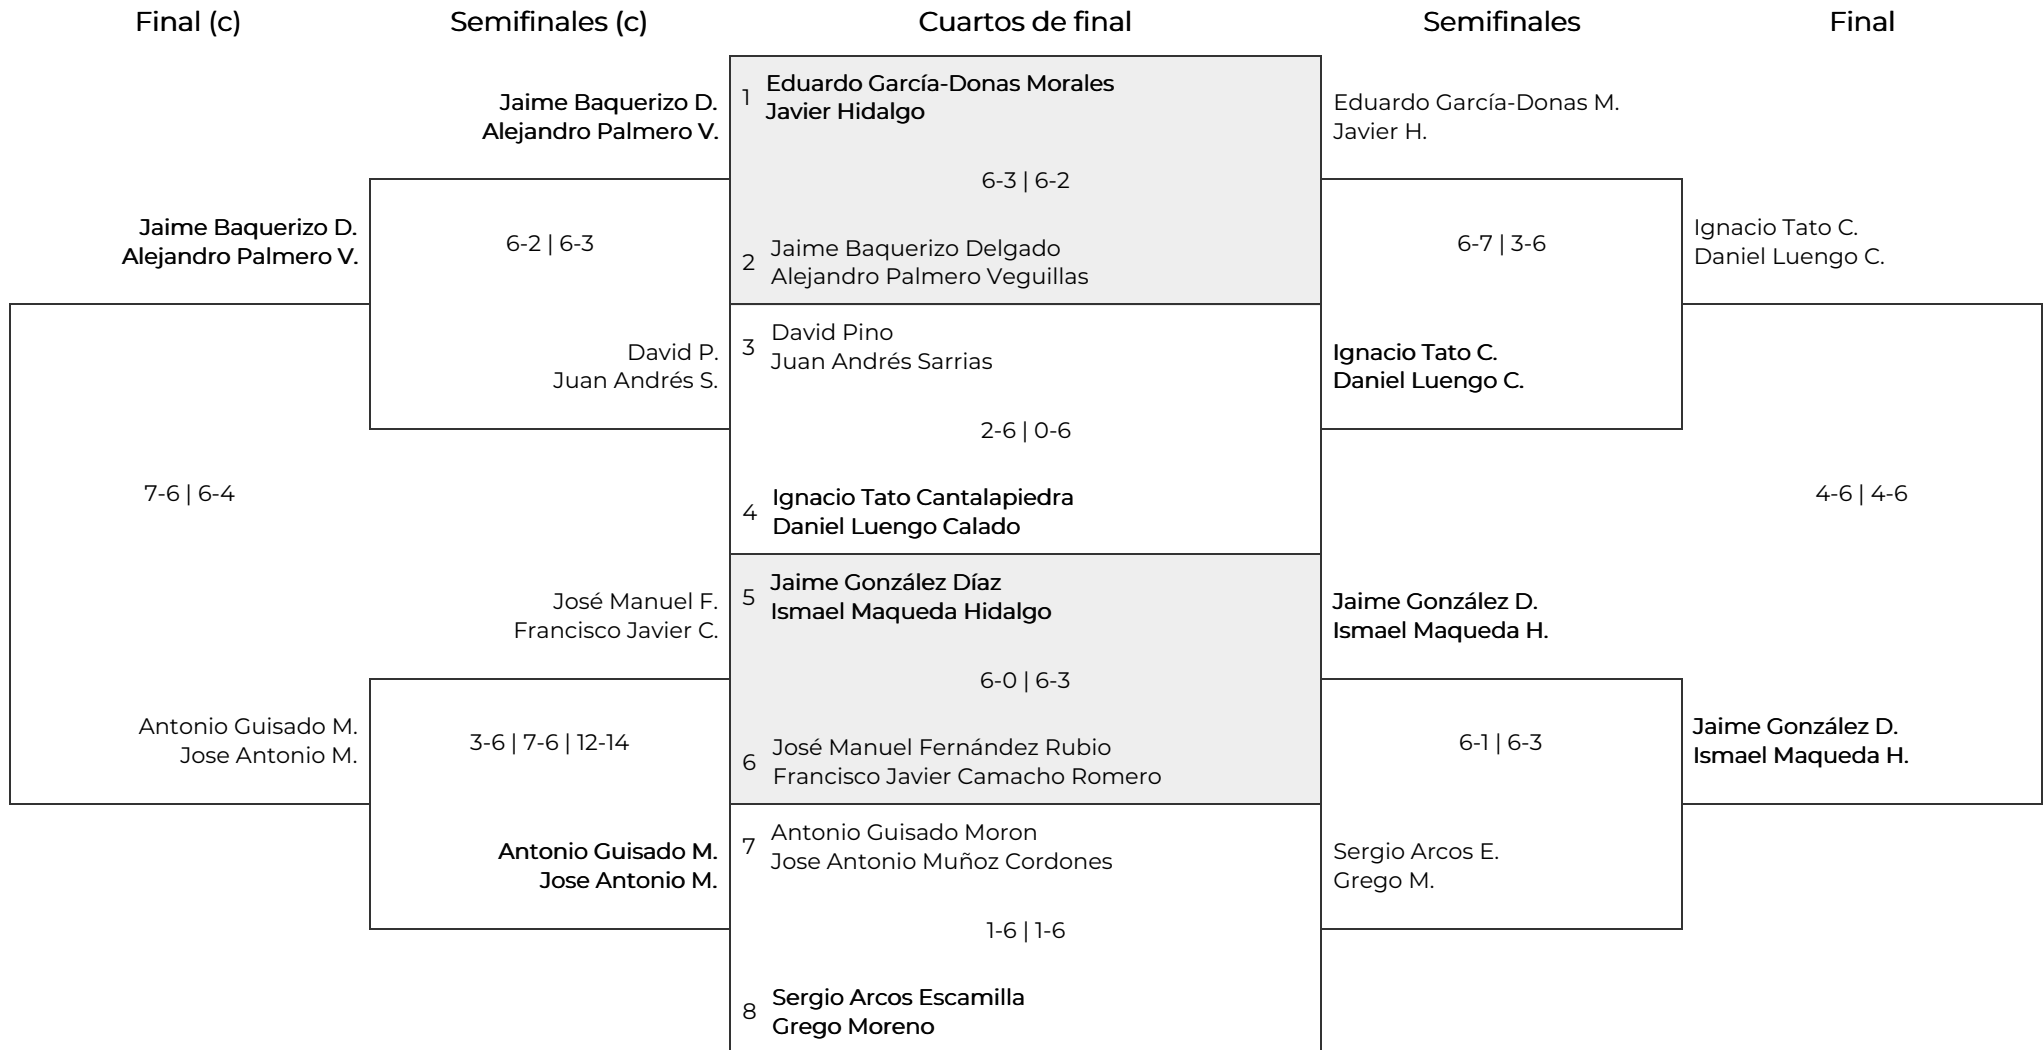 Final (c)
Semifinales (c)
Cuartos de final
Semifinales
Final
Jaime Baquerizo D.
Alejandro Palmero V.
6-2 | 6-3
David P.
Juan Andrés S.
Jaime Baquerizo D.
Alejandro Palmero V.
7-6 | 6-4
Antonio Guisado M.
Jose Antonio M.
José Manuel F.
Francisco Javier C.
3-6 | 7-6 | 12-14
Antonio Guisado M.
Jose Antonio M.
1 Eduardo García-Donas Morales
Javier Hidalgo
6-3 | 6-2
2 Jaime Baquerizo Delgado
Alejandro Palmero Veguillas
3 David Pino
Juan Andrés Sarrias
2-6 | 0-6
4 Ignacio Tato Cantalapiedra
Daniel Luengo Calado
5 Jaime González Díaz
Ismael Maqueda Hidalgo
6-0 | 6-3
6 José Manuel Fernández Rubio
Francisco Javier Camacho Romero
7 Antonio Guisado Moron
Jose Antonio Muñoz Cordones
1-6 | 1-6
8 Sergio Arcos Escamilla
Grego Moreno
Eduardo García-Donas M.
Javier H.
6-7 | 3-6
Ignacio Tato C.
Daniel Luengo C.
Jaime González D.
Ismael Maqueda H.
6-1 | 6-3
Sergio Arcos E.
Grego M.
Ignacio Tato C.
Daniel Luengo C.
4-6 | 4-6
Jaime González D.
Ismael Maqueda H.